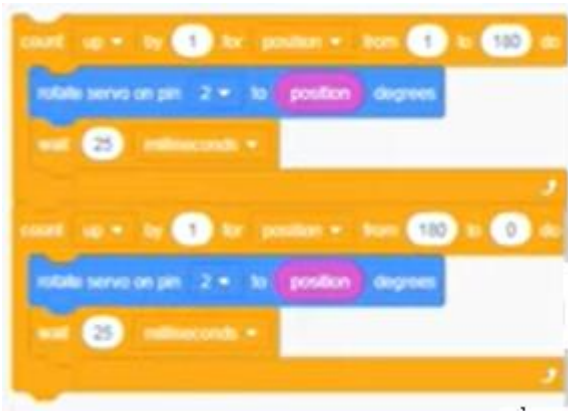 count up by 1 for position from 1 to 180 do
rotate servo on pin 2 to position degrees
wait 25 milliseconds
count up by 1 for position from 180 to 0 do
rotate servo on pin 2 to position degrees
wait 25 milliseconds